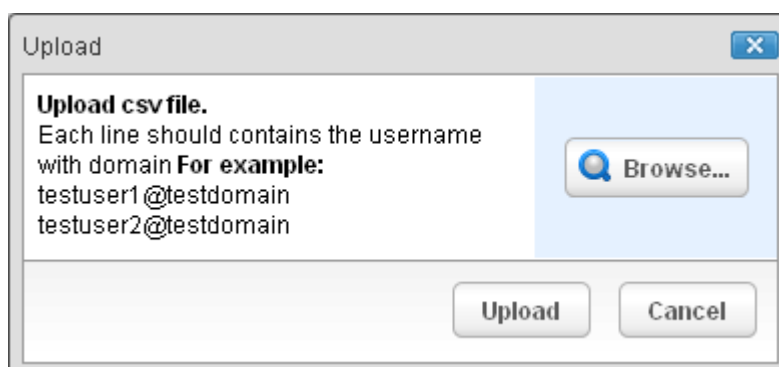 Upload
Upload csv file.
Each line should contains the username
with domain For example:
testuser1@testdomain
testuser2@testdomain
Browse...
Upload
Cancel